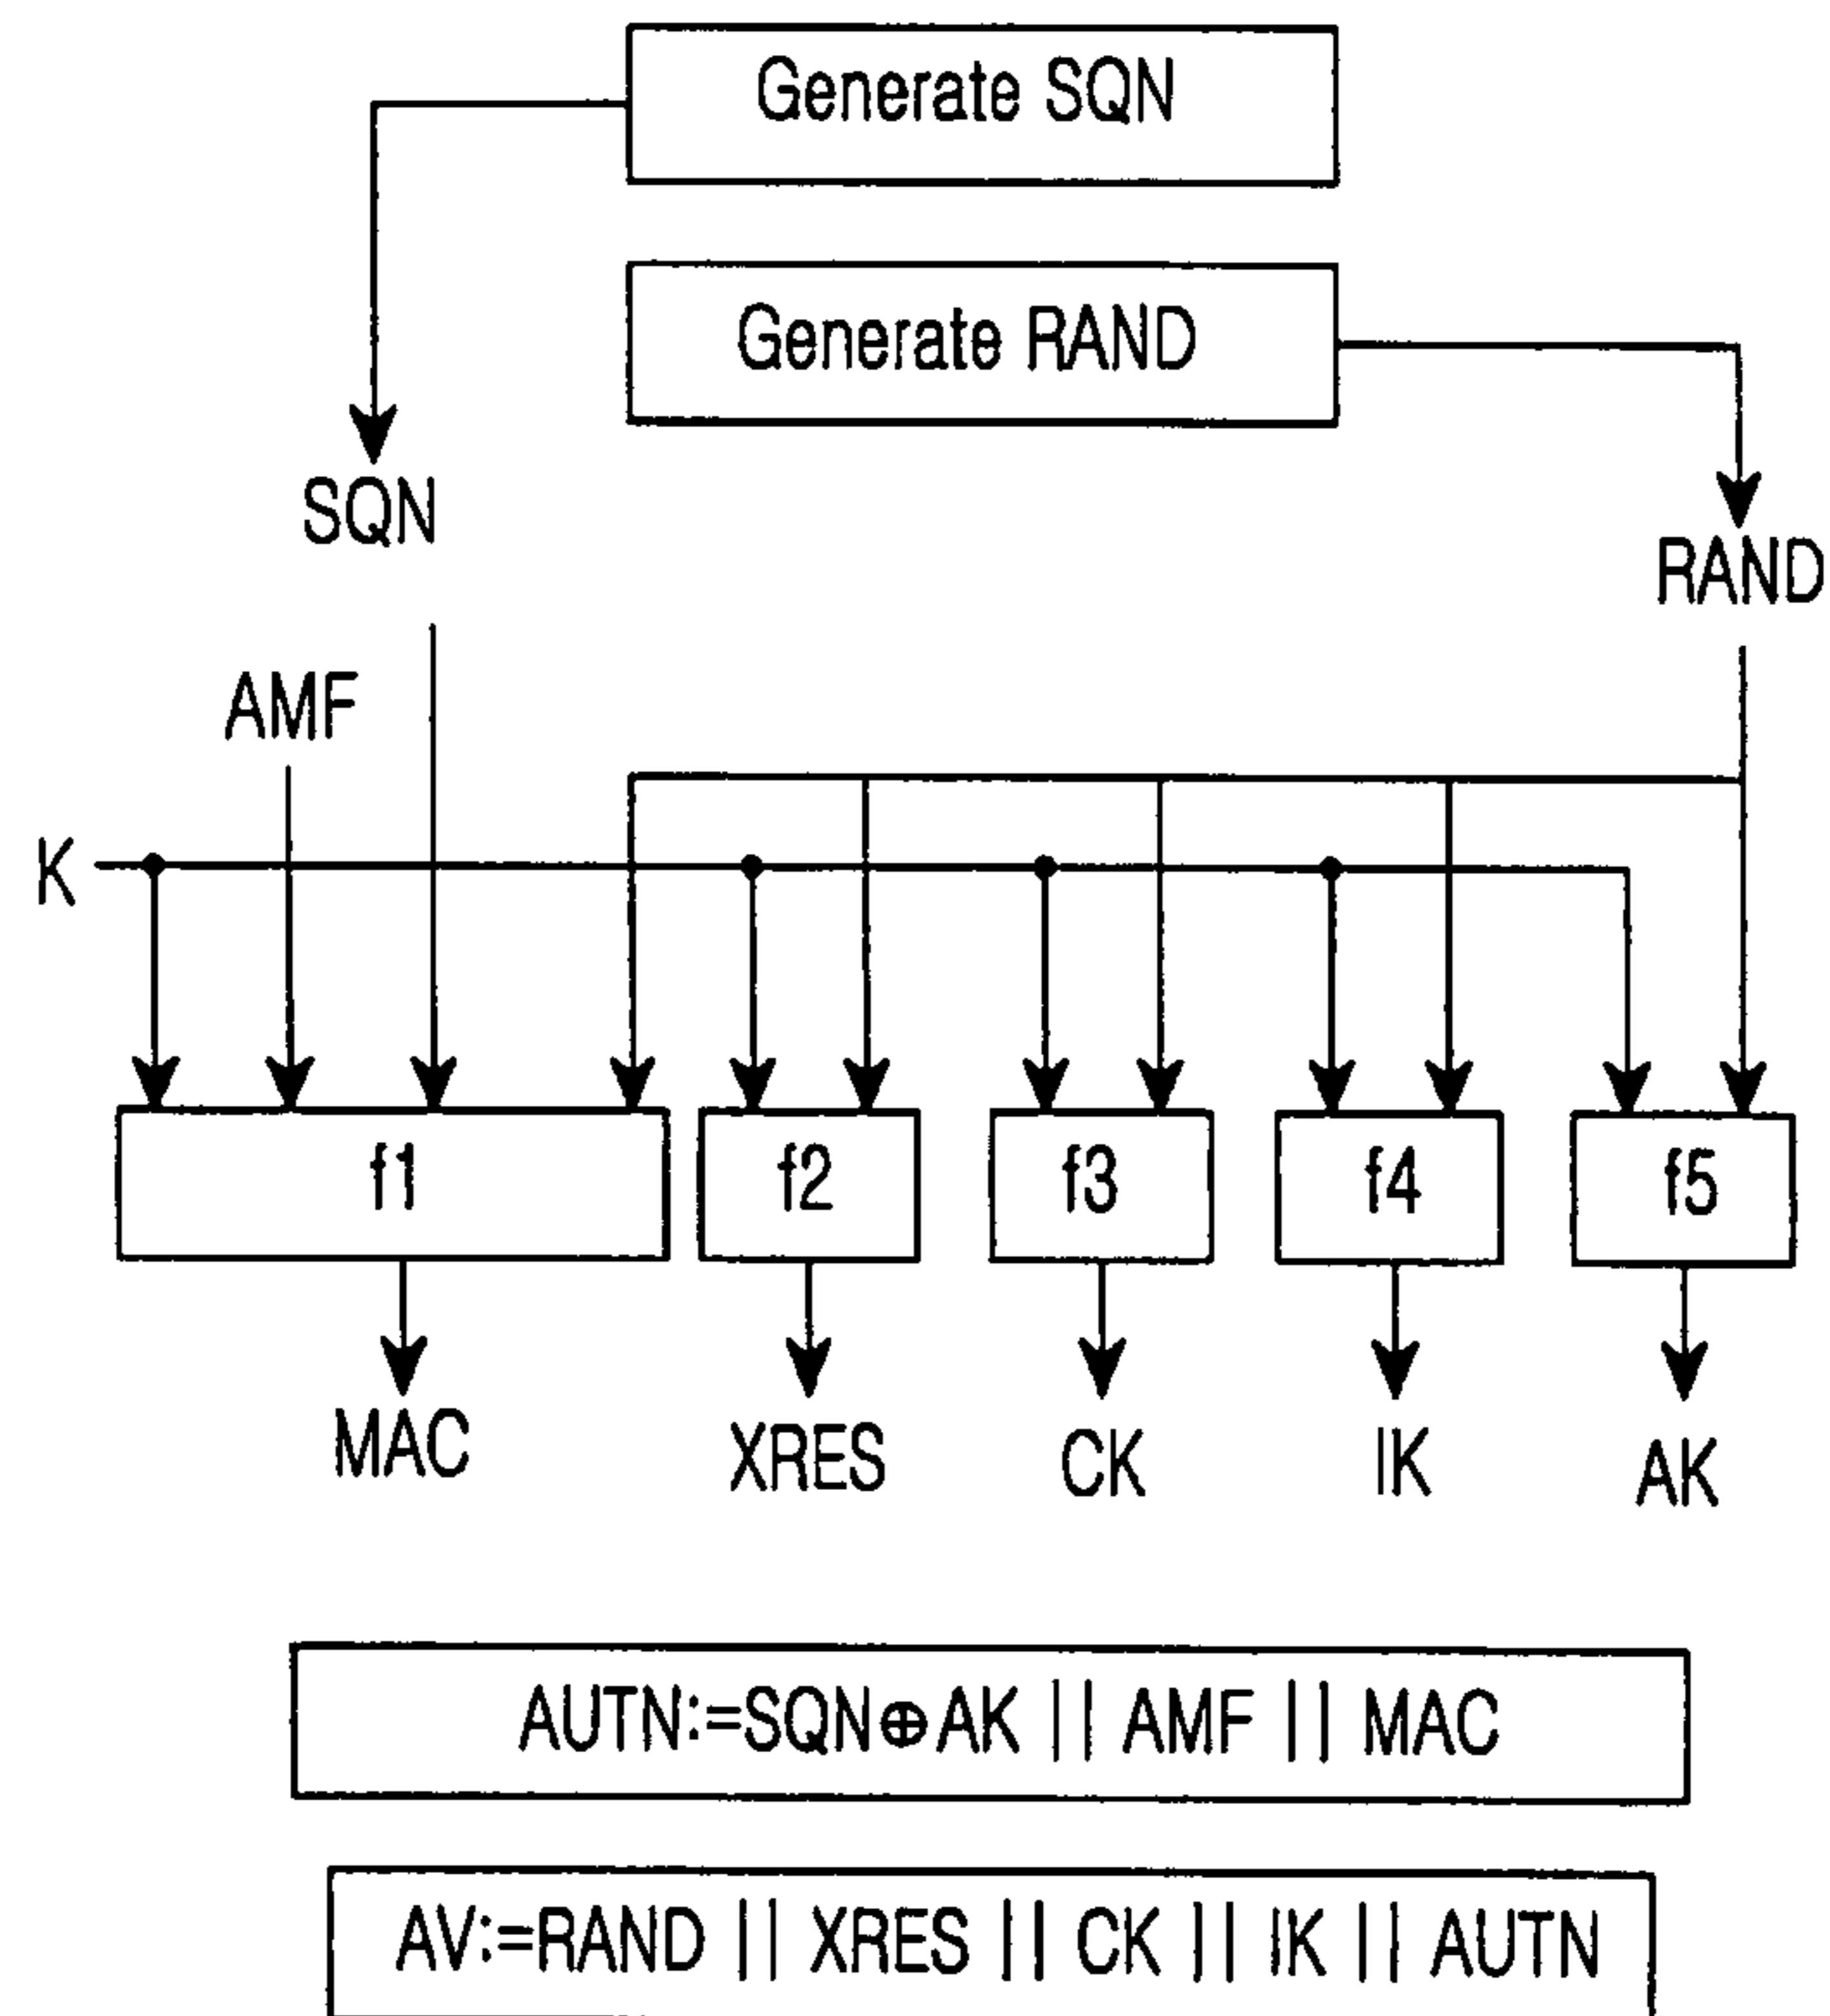 Generate SQN
Generate RAND
SQN
RAND
AMF
K
f1 f2 f3 f4 f5
MAC XRES CK IK AK
AUTN:=SQN⊕AK || AMF || MAC
AV:=RAND || XRES || CK || IK || AUTN